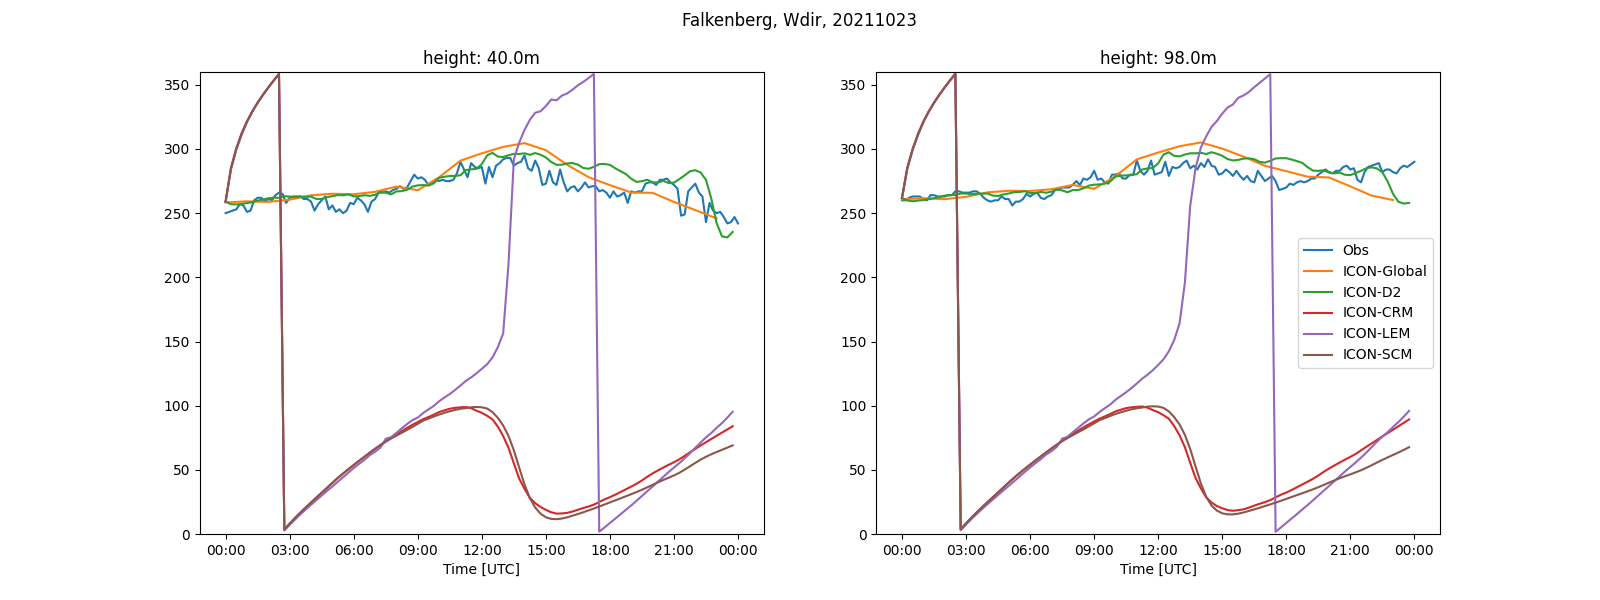 Falkenberg, Wdir, 20211023
height: 40.0m
350
300
250
200
150
100
50
0
00:00 03:00 06:00 09:00 12:00 15:00 18:00 21:00 00:00
Time [UTC]
height: 98.0m
350
300
250
200
150
100
50
0
00:00 03:00 06:00 09:00 12:00 15:00 18:00 21:00 00:00
Time [UTC]
Obs
ICON-Global
ICON-D2
ICON-CRM
ICON-LEM
ICON-SCM